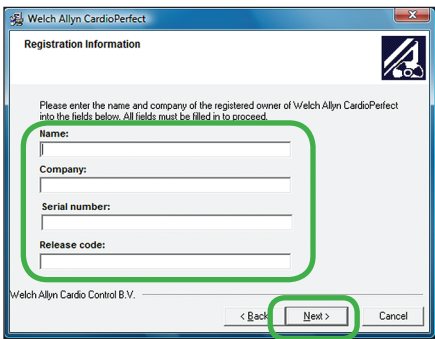 Welch Allyn CardioPerfect
Registration Information
Please enter the name and company of the registered owner of Welch Allyn CardioPerfect
into the fields below. All fields must be filled in to proceed.
Name:
Company:
Serial number:
Release code:
Welch Allyn Cardio Control B.V.
< Back Next > Cancel